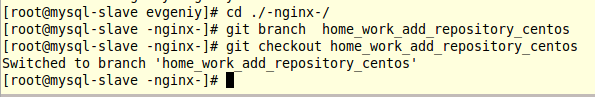 [root@mysql-slave evgeniy]# cd ./-nginx-/
[root@mysql-slave -nginx-]# git branch  home_work_add_repository_centos
[root@mysql-slave -nginx-]# git checkout home_work_add_repository_centos
Switched to branch 'home_work_add_repository_centos'
[root@mysql-slave -nginx-]#